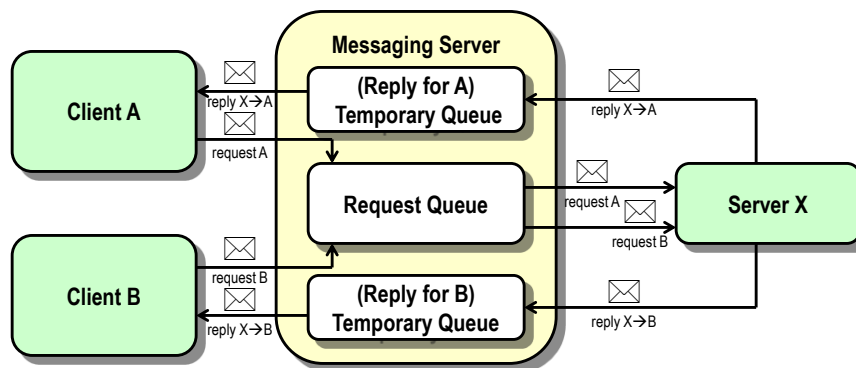 Messaging Server
Client A
reply X→A
request A
(Reply for A)
Temporary Queue
reply X→A
Request Queue
request A
request B
Server X
Client B
request B
reply X→B
(Reply for B)
Temporary Queue
reply X→B